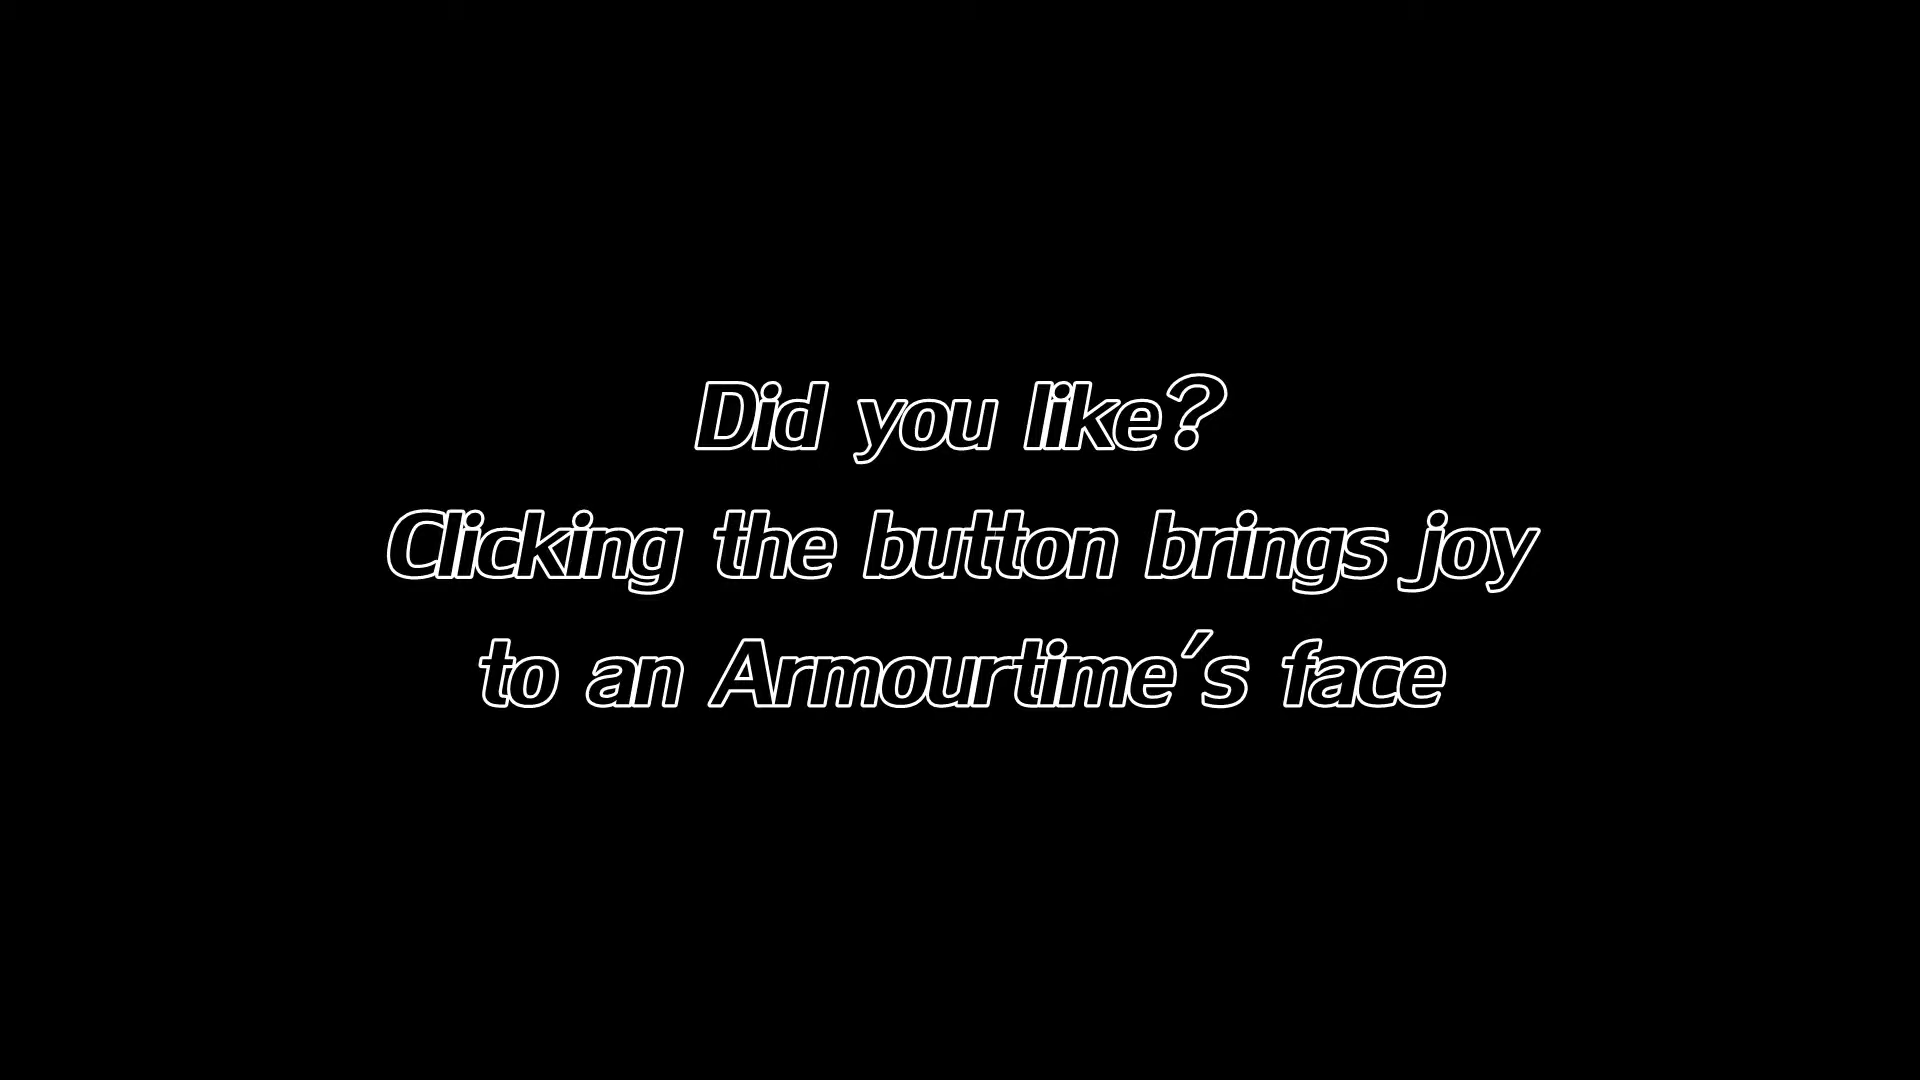 Did you like?
Clicking the button brings joy
to an Armourtime's face